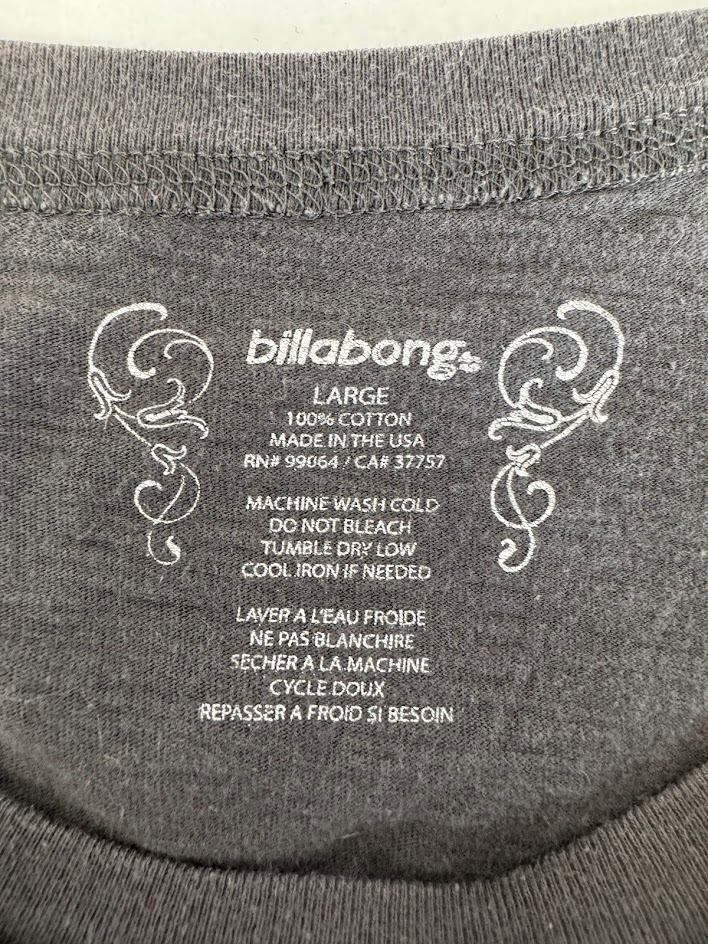 billabong
LARGE
100% COTTON
MADE IN THE USA
RN# 99064 / CA# 37757
MACHINE WASH COLD
DO NOT BLEACH
TUMBLE DRY LOW
COOL IRON IF NEEDED
LAVER A L'EAU FROIDE
NE PAS BLANCHIRE
SECHER A LA MACHINE
CYCLE DOUX
REPASSER A FROID SI BESOIN